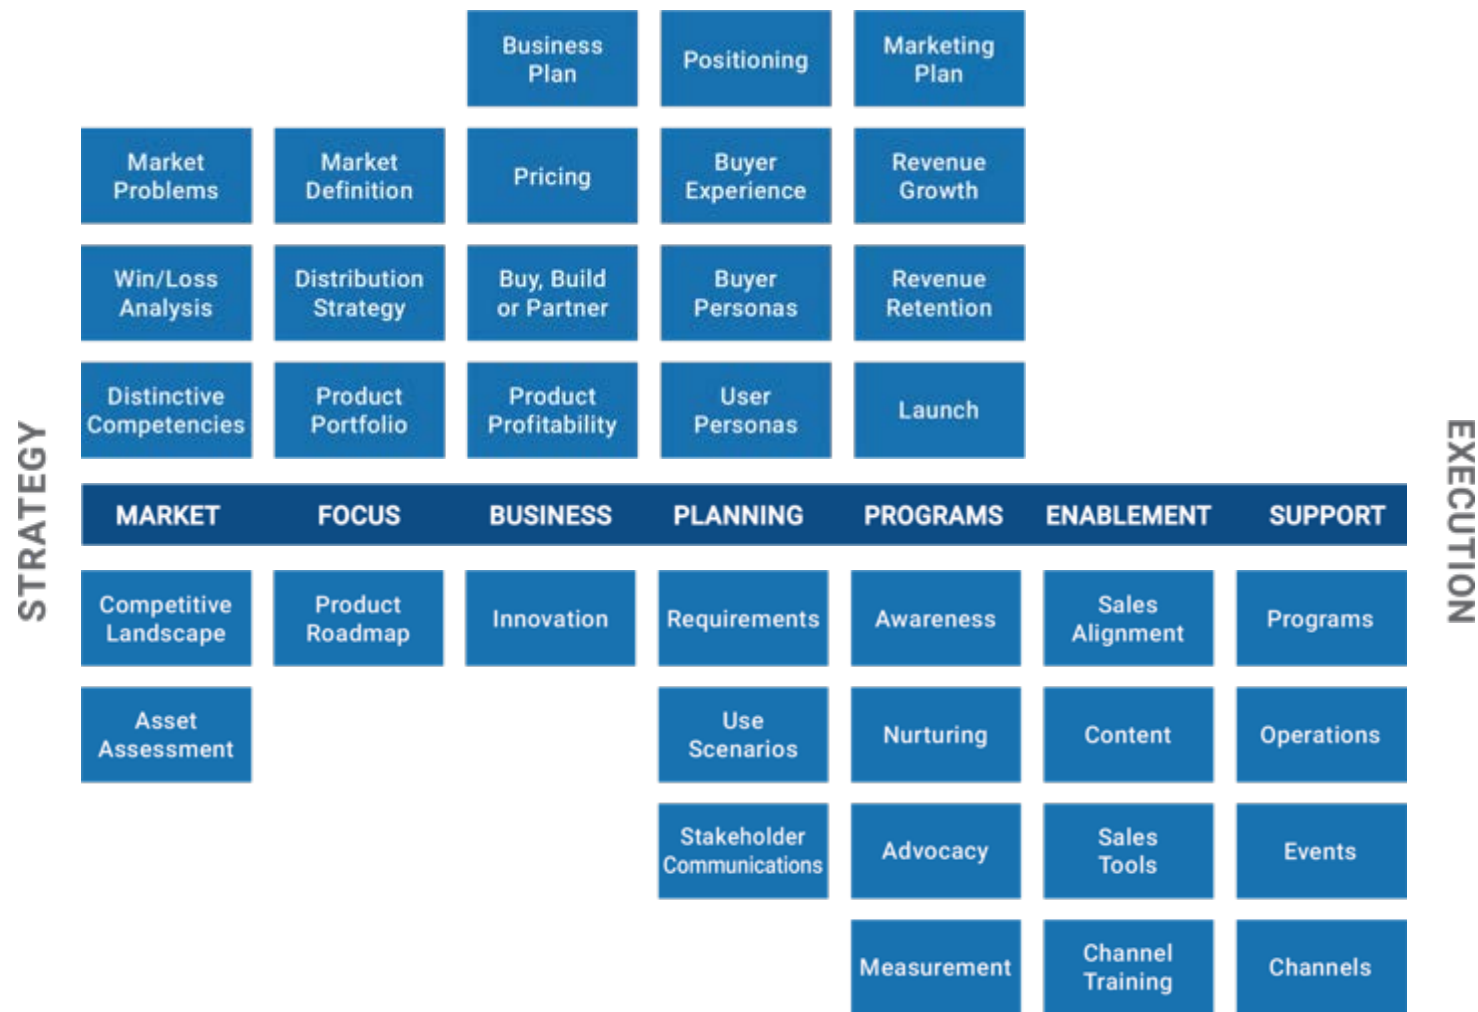 Business
Plan
Positioning
Marketing
Plan
Market
Problems
Market
Definition
Pricing
Buyer
Experience
Revenue
Growth
Win/Loss
Analysis
Distribution
Strategy
Buy, Build
or Partner
Buyer
Personas
Revenue
Retention
Distinctive
Competencies
Product
Portfolio
Product
Profitability
User
Personas
Launch
STRATEGY
MARKET FOCUS BUSINESS PLANNING PROGRAMS ENABLEMENT SUPPORT
EXECUTION
Competitive
Landscape
Product
Roadmap
Innovation
Requirements
Awareness
Sales
Alignment
Programs
Asset
Assessment
Use
Scenarios
Nurturing
Content
Operations
Stakeholder
Communications
Advocacy
Sales
Tools
Events
Measurement
Channel
Training
Channels